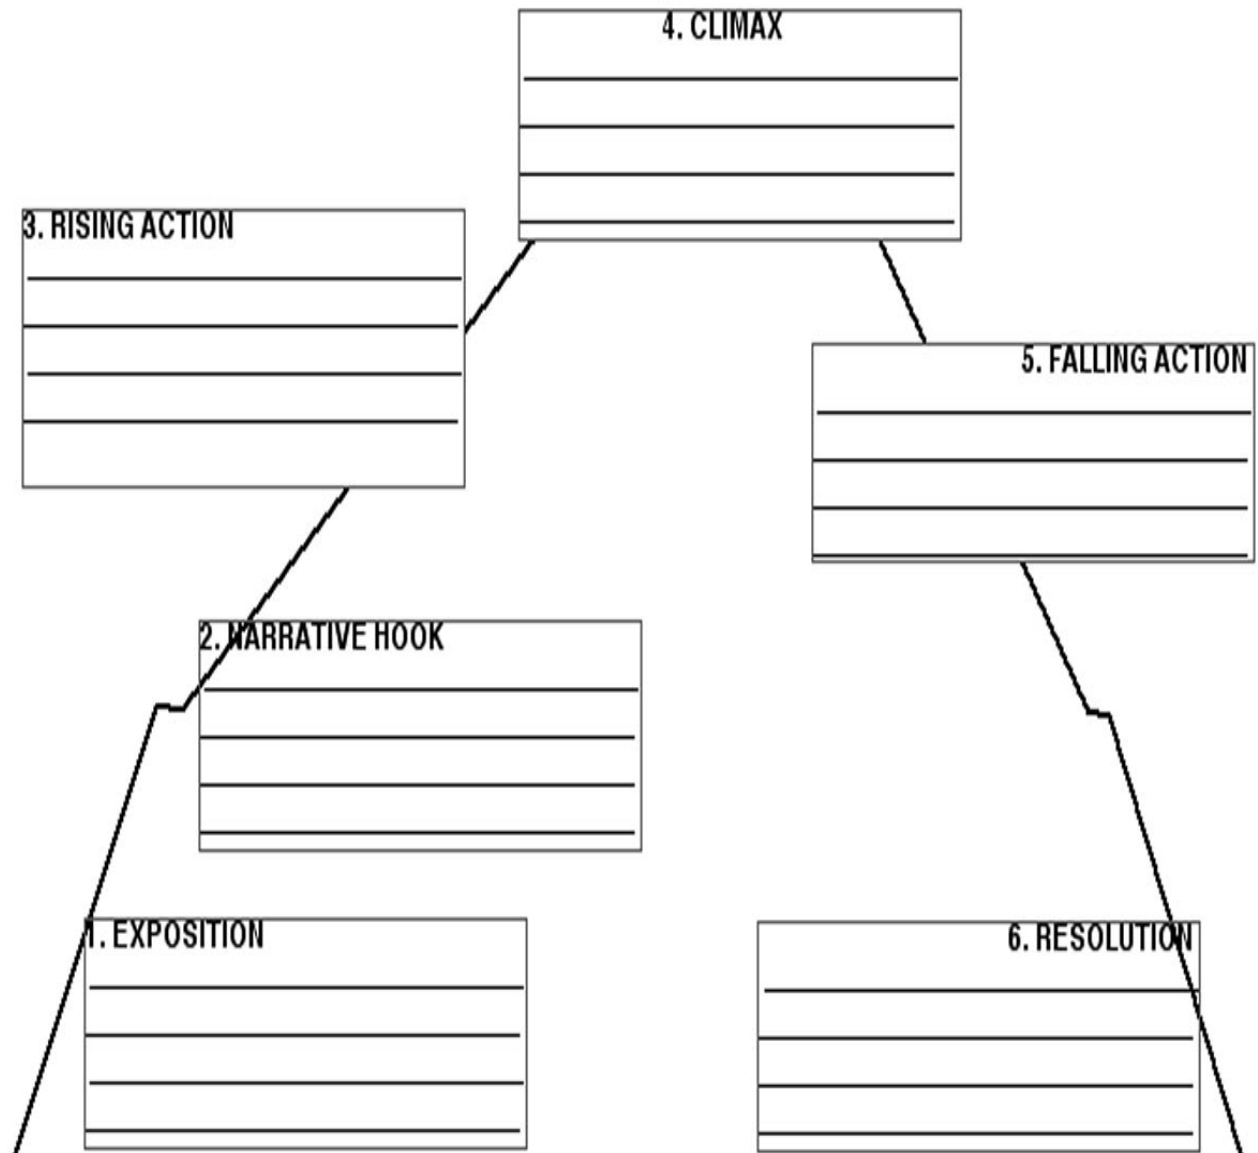 4. CLIMAX
3. RISING ACTION
5. FALLING ACTION
2. NARRATIVE HOOK
1. EXPOSITION
6. RESOLUTION